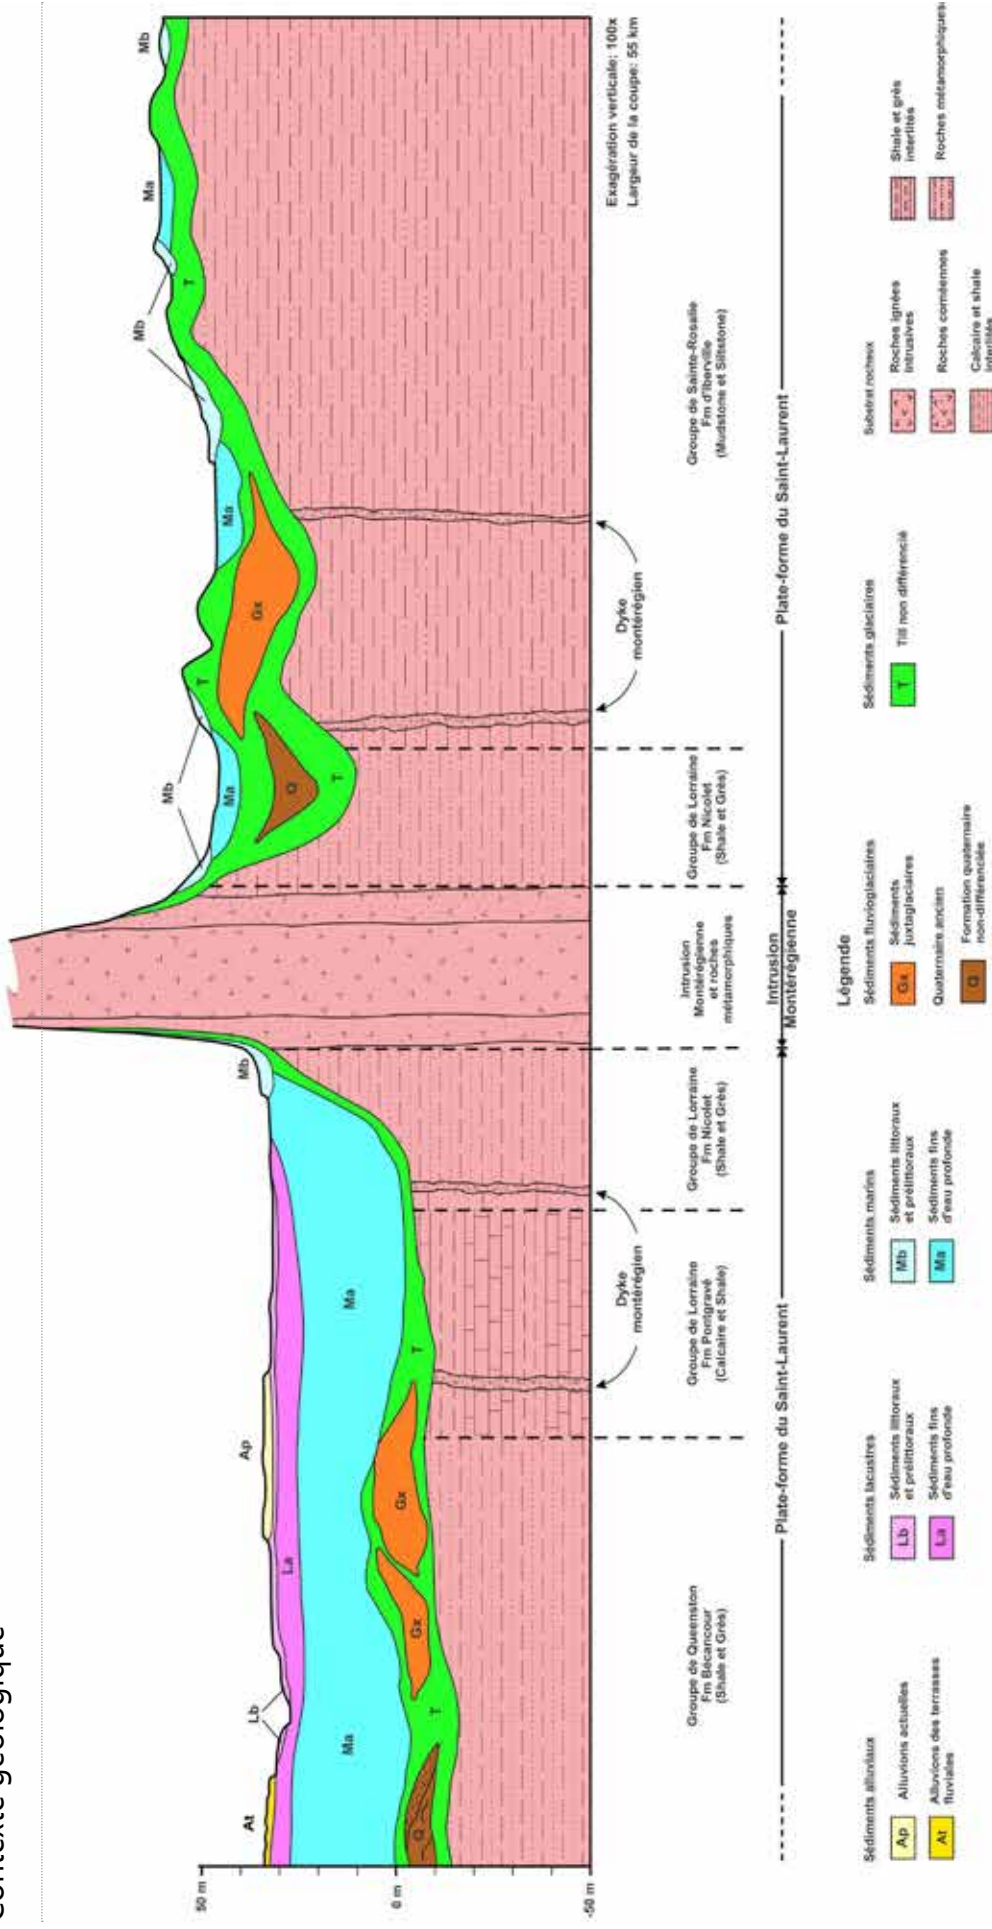 Contexte géologique
Mb
Ma
Mb
T
Ma
Gx
T
Mb
Ma
Q
T
Mb
Ma
T
Ap
La
Gx
Gx
Lb
Ma
T
At
Q
50 m
0 m
-50 m
Exagération verticale: 100x
Largeur de la coupe: 55 km
Dyke
montérégien
Dyke
montérégien
Groupe de Queenston
Fm Bécancour
(Shale et Grès)
Groupe de Lorraine
Fm Pontgravé
(Calcaire et Shale)
Groupe de Lorraine
Fm Nicolet
(Shale et Grès)
Intrusion
Montérégienne
et roches
métamorphiques
Groupe de Lorraine
Fm Nicolet
(Shale et Grès)
Groupe de Sainte-Rosalie
Fm d'Iberville
(Mudstone et Siltstone)
Plate-forme du Saint-Laurent
Intrusion
Montérégienne
Plate-forme du Saint-Laurent
Légende
Sédiments alluviaux
Ap Alluvions actuelles
At Alluvions des terrasses
fluviales
Sédiments lacustres
Lb Sédiments littoraux
et prélittoraux
La Sédiments fins
d'eau profonde
Sédiments marins
Mb Sédiments littoraux
et prélittoraux
Ma Sédiments fins
d'eau profonde
Sédiments fluvioglaciaires
Gx Sédiments
juxtaglaciaires
Quaternaire ancien
Q Formation quaternaire
non-différenciée
Sédiments glaciaires
T Till non différencié
Substrat rocheux
Roches ignées
intrusives
Roches cornéennes
Calcaire et shale
interlités
Shale et grès
interlités
Roches métamorphiques